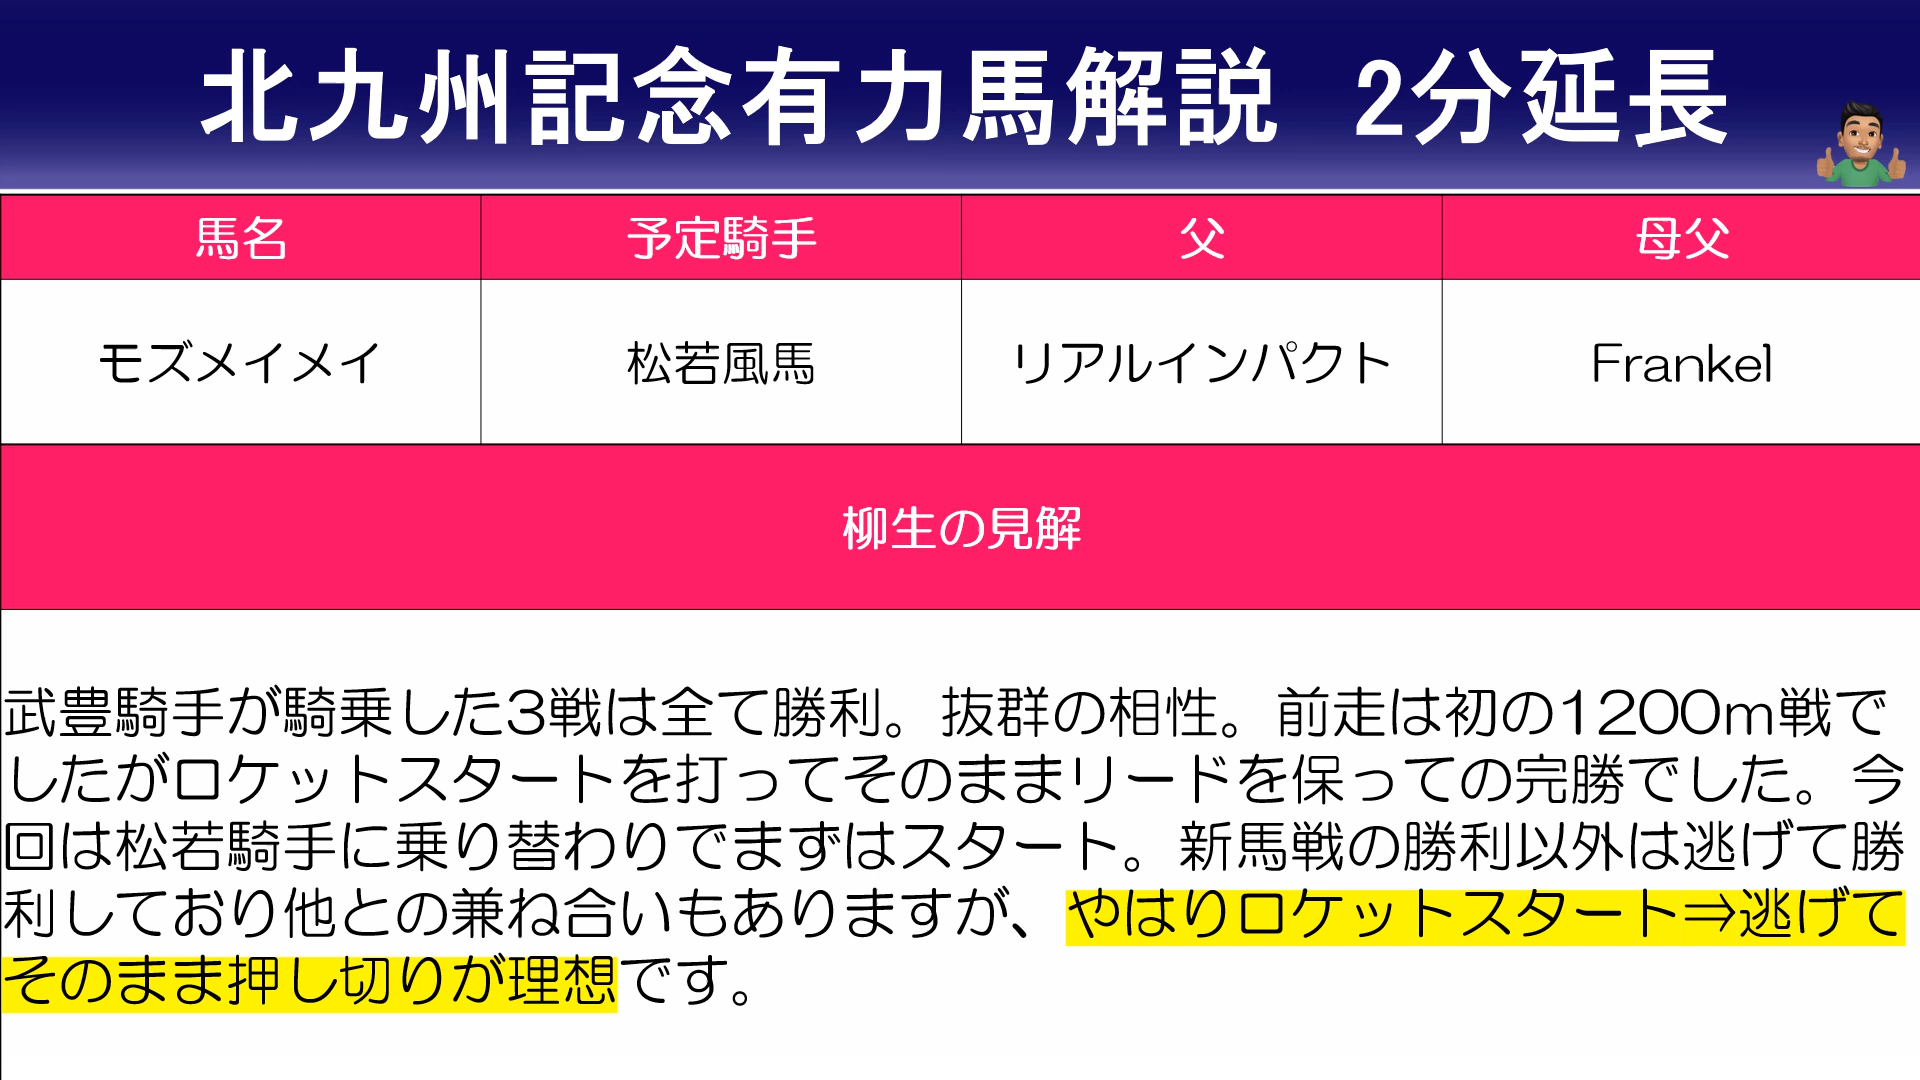 北九州記念有力馬解説　2分延長
馬名
予定騎手
父
母父
モズメイメイ
松若風馬
リアルインパクト
Frankel
柳生の見解
武豊騎手が騎乗した3戦は全て勝利。抜群の相性。前走は初の1200m戦で
したがロケットスタートを打ってそのままリードを保っての完勝でした。今
回は松若騎手に乗り替わりでまずはスタート。新馬戦の勝利以外は逃げて勝
利しており他との兼ね合いもありますが、やはりロケットスタート⇒逃げて
そのまま押し切りが理想です。